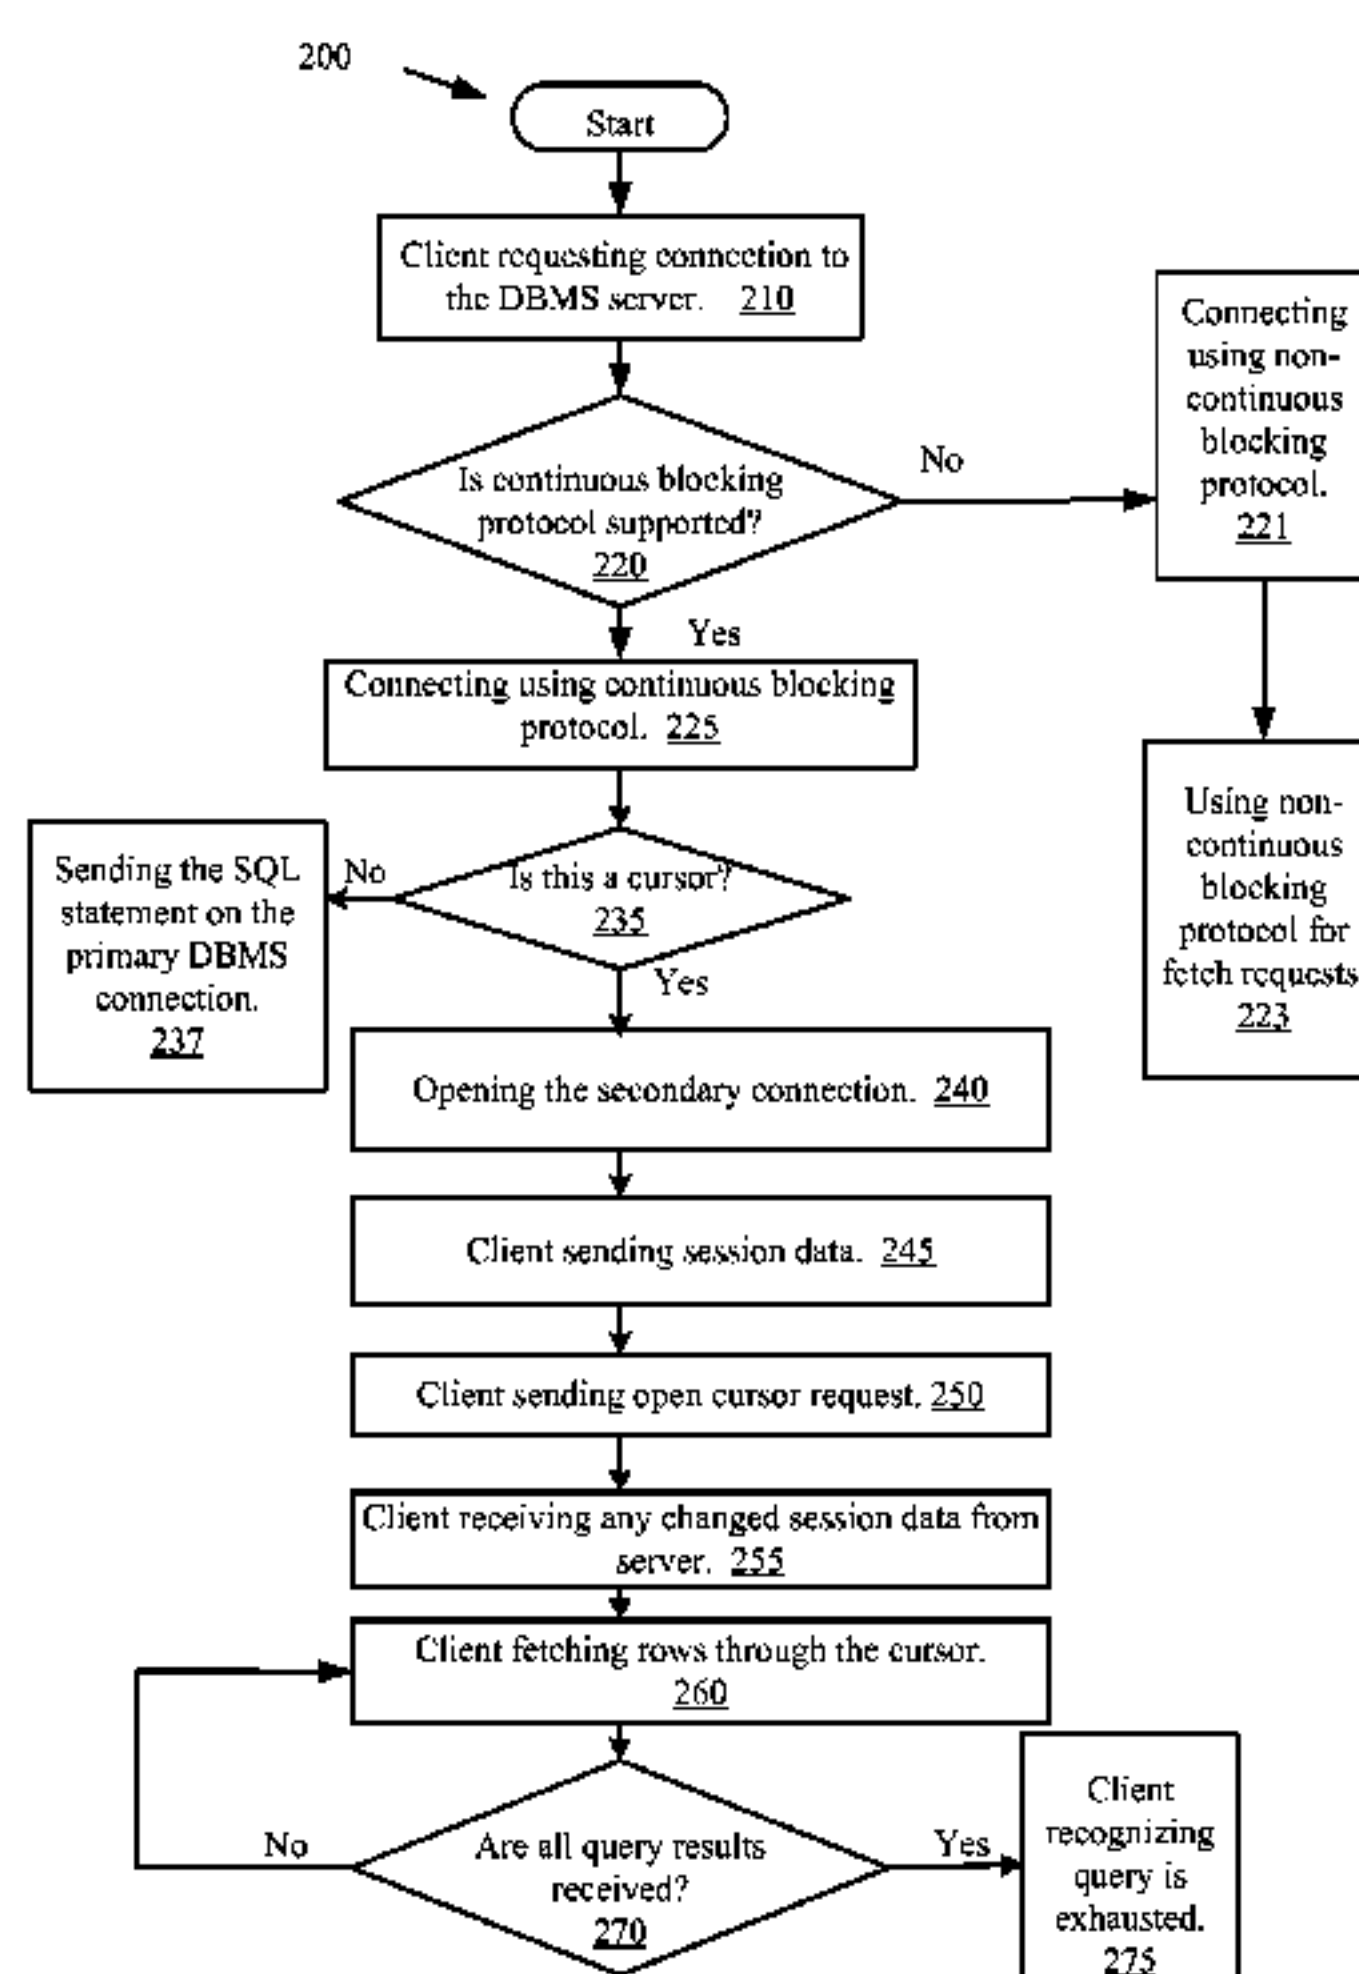 200
Start
Client requesting connection to
the DBMS server. 210
Is continuous blocking
protocol supported?
220
No
Connecting
using non-
continuous
blocking
protocol.
221
Yes
Connecting using continuous blocking
protocol. 225
Using non-
continuous
blocking
protocol for
fetch requests
223
Is this a cursor?
235
No
Sending the SQL
statement on the
primary DBMS
connection.
237
Yes
Opening the secondary connection. 240
Client sending session data. 245
Client sending open cursor request. 250
Client receiving any changed session data from
server. 255
Client fetching rows through the cursor.
260
Are all query results
received?
270
No
Yes
Client
recognizing
query is
exhausted.
275